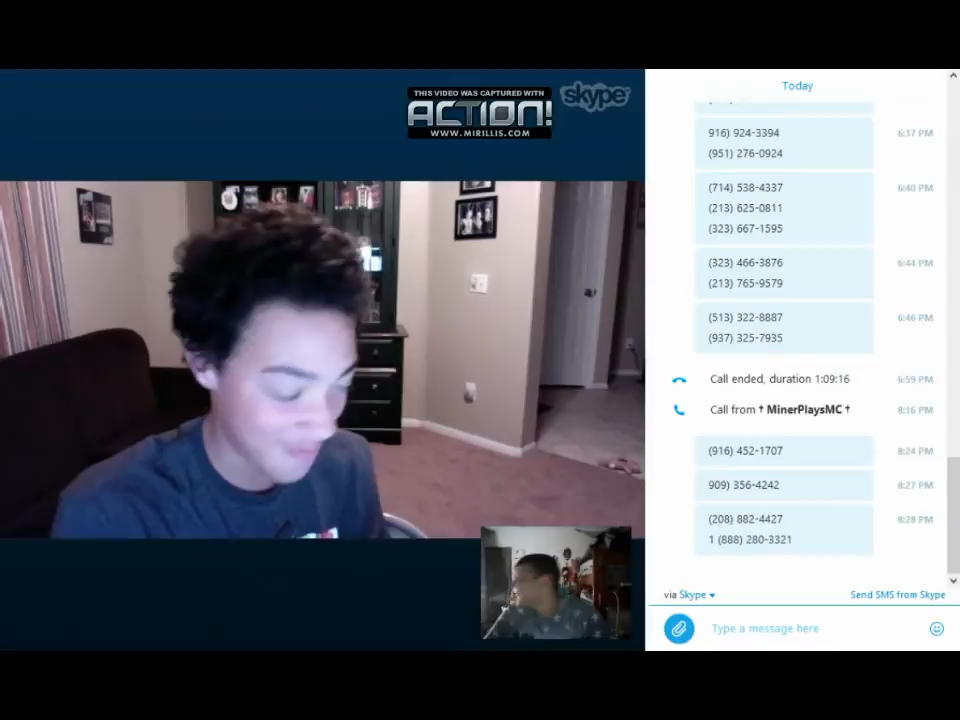 THIS VIDEO WAS CAPTURED WITH
ACTION!
WWW.MIRILLIS.COM
skype
Today
916) 924-3394
6:37 PM
(951) 276-0924
(714) 538-4337
6:40 PM
(213) 625-0811
(323) 667-1595
(323) 466-3876
6:44 PM
(213) 765-9579
(513) 322-8887
6:46 PM
(937) 325-7935
Call ended, duration 1:09:16
6:59 PM
Call from † MinerPlaysMC †
8:16 PM
(916) 452-1707
8:24 PM
909) 356-4242
8:27 PM
(208) 882-4427
8:28 PM
1 (888) 280-3321
via Skype
Send SMS from Skype
Type a message here